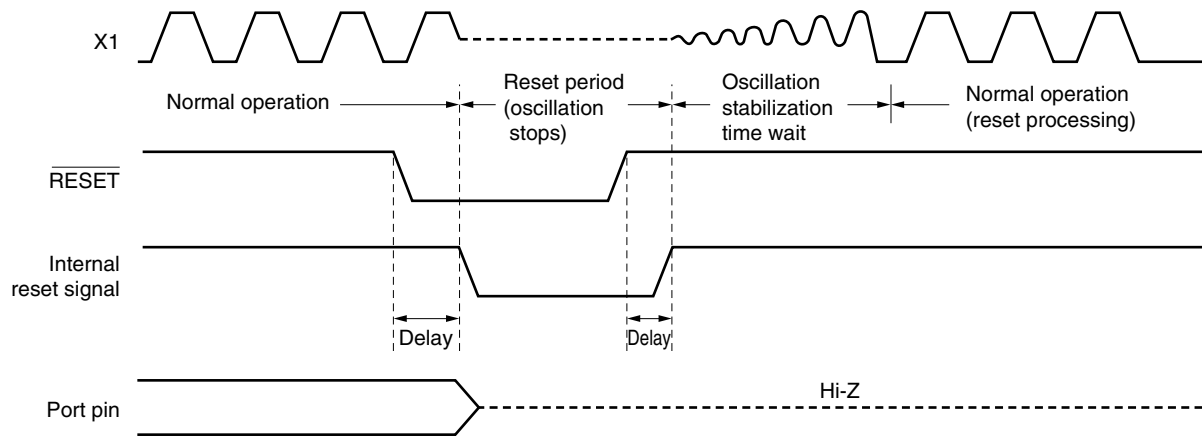 X1
Normal operation
Reset period
(oscillation
stops)
Oscillation
stabilization
time wait
Normal operation
(reset processing)
RESET
Internal
reset signal
Delay
Delay
Port pin
Hi-Z